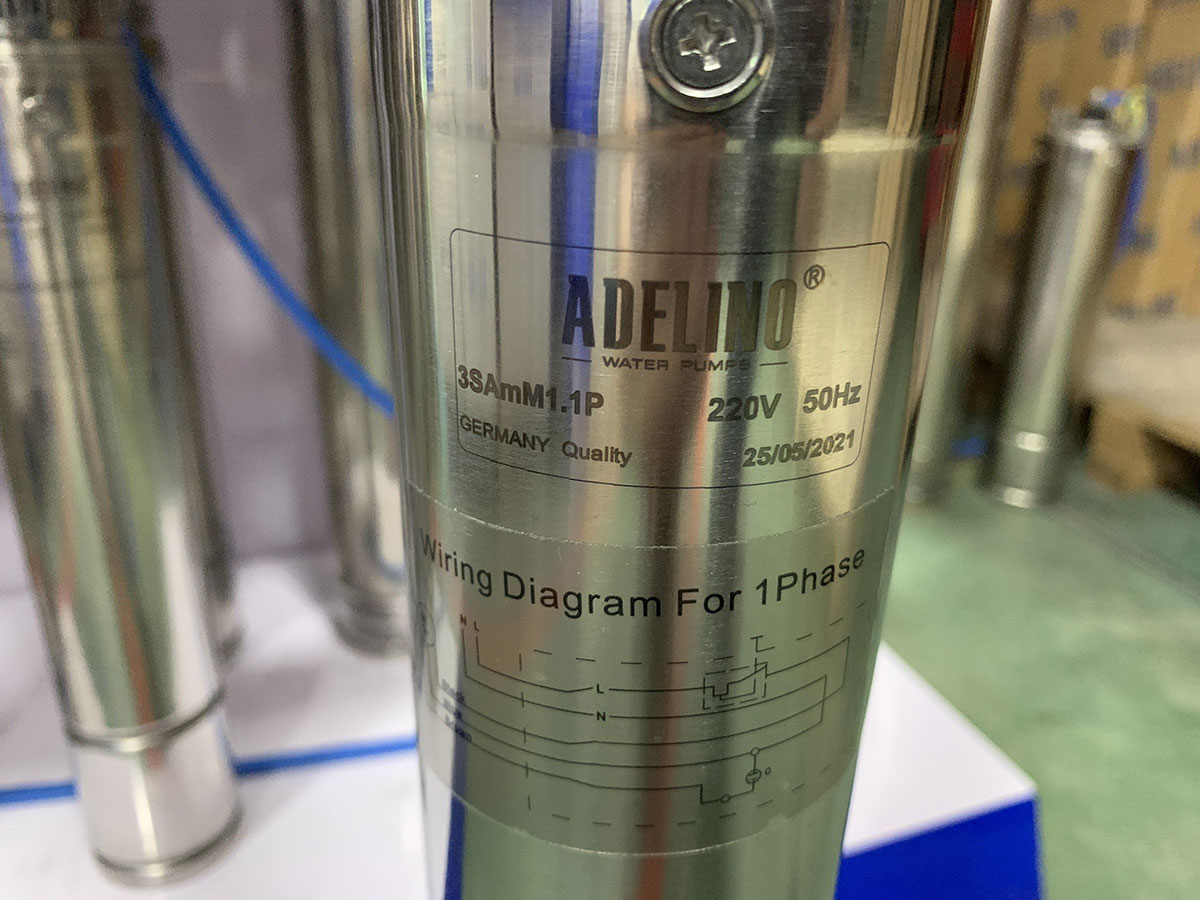 ADELINO®
WATER PUMPS
3SAmM1.1P 220V 50Hz
GERMANY Quality 25/05/2021
Wiring Diagram For 1Phase
N L
L
N